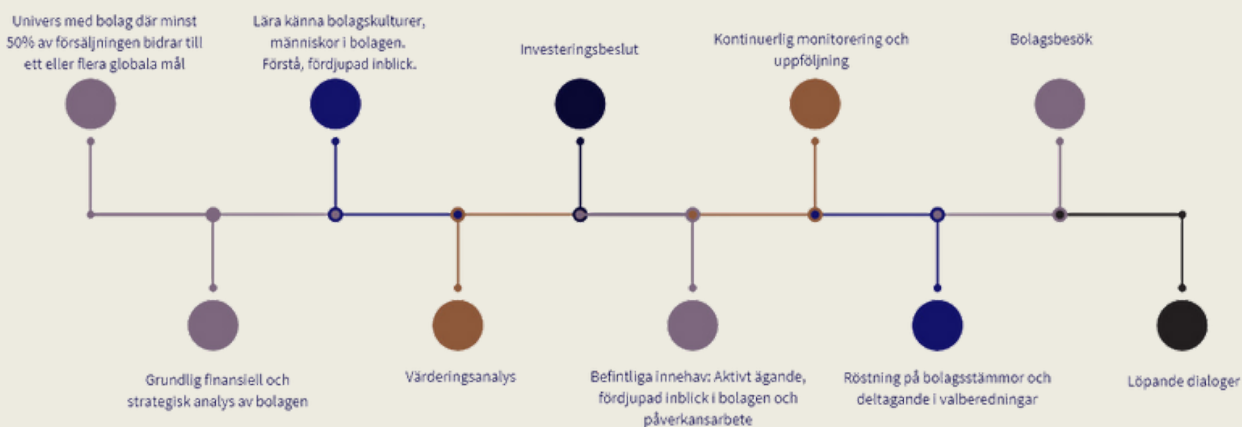 Univers med bolag där minst
50% av försäljningen bidrar till
ett eller flera globala mål
Lära känna bolagskulturer,
människor i bolagen.
Förstå, fördjupad inblick.
Investeringsbeslut
Kontinuerlig monitorering och
uppföljning
Bolagsbesök
Grundlig finansiell och
strategisk analys av bolagen
Värderingsanalys
Befintliga innehav: Aktivt ägande,
fördjupad inblick i bolagen och
påverkansarbete
Röstning på bolagsstämmor och
deltagande i valberedningar
Löpande dialoger